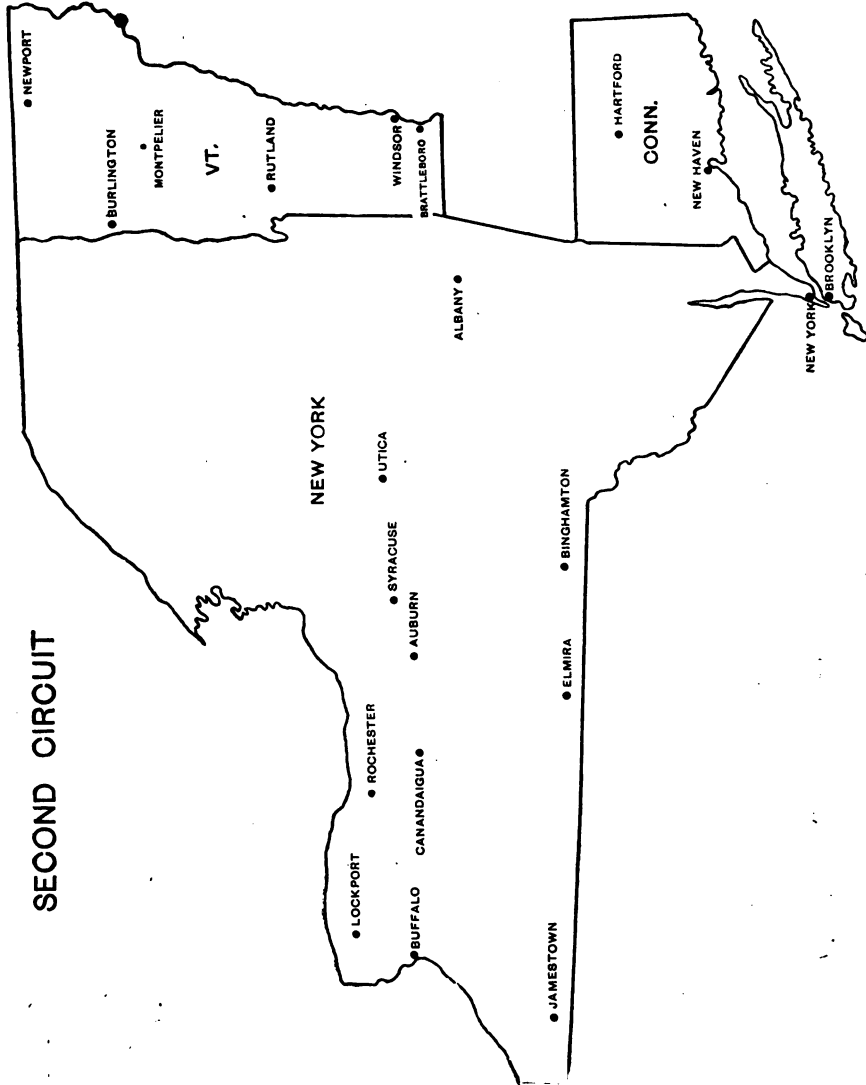 SECOND CIRCUIT
NEWPORT
BURLINGTON
MONTPELIER
VT.
RUTLAND
WINDSOR
BRATTLEBORO
NEW YORK
UTICA
ALBANY
SYRACUSE
AUBURN
ROCHESTER
LOCKPORT
CANANDAIGUA
BUFFALO
JAMESTOWN
ELMIRA
BINGHAMTON
HARTFORD
CONN.
NEW HAVEN
NEW YORK
BROOKLYN